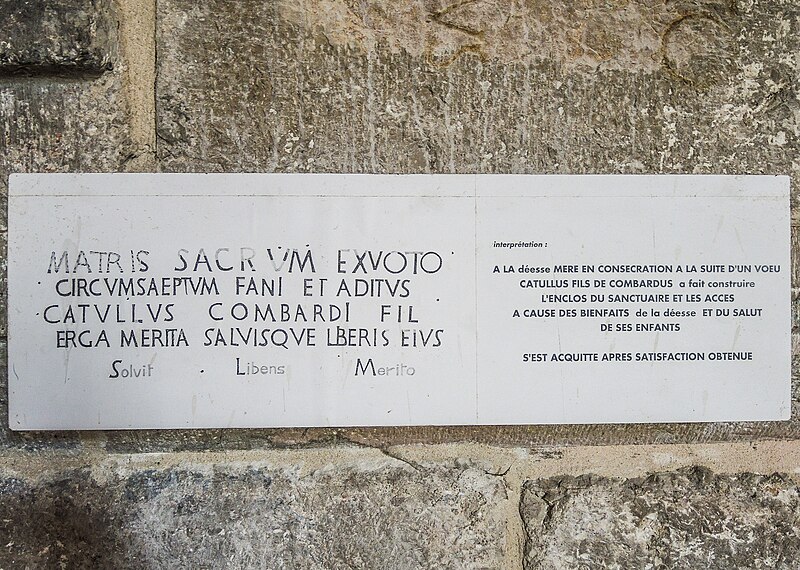 MATRIS SACRVM EXVOTO
CIRCVMSAEPTVM FANI ET ADITVS
CATVLLVS COMBARDI FIL
ERGA MERITA SALVISQVE LIBERIS EIVS
Solvit . Libens . Merito
interprétation :
A LA déesse MERE EN CONSECRATION A LA SUITE D'UN VOEU
CATULLUS FILS DE COMBARDUS a fait construire
L'ENCLOS DU SANCTUAIRE ET LES ACCES
A CAUSE DES BIENFAITS de la déesse ET DU SALUT
DE SES ENFANTS
S'EST ACQUITTE APRES SATISFACTION OBTENUE